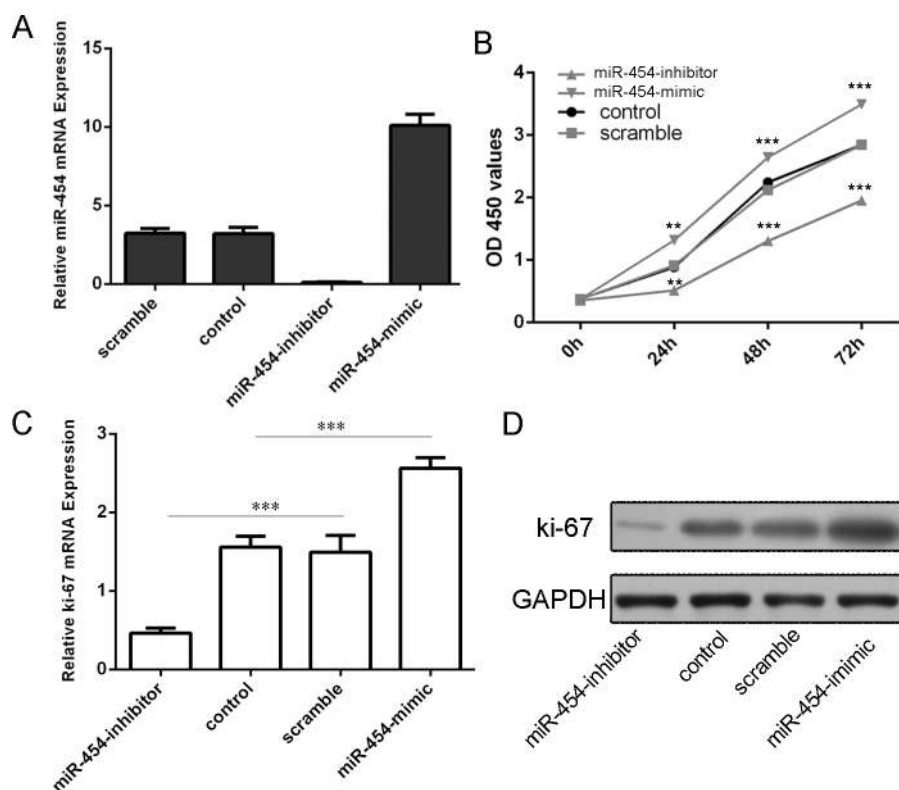 A
Relative miR-454 mRNA Expression
15
10
5
0
scramble
control
miR-454-inhibitor
miR-454-mimic
B
OD 450 values
4
3
2
1
0
miR-454-inhibitor
miR-454-mimic
control
scramble
***
***
**
***
***
**
0h
24h
48h
72h
C
Relative ki-67 mRNA Expression
3
2
1
0
***
***
miR-454-inhibitor
control
scramble
miR-454-mimic
D
ki-67
GAPDH
miR-454-inhibitor
control
scramble
miR-454-imimic